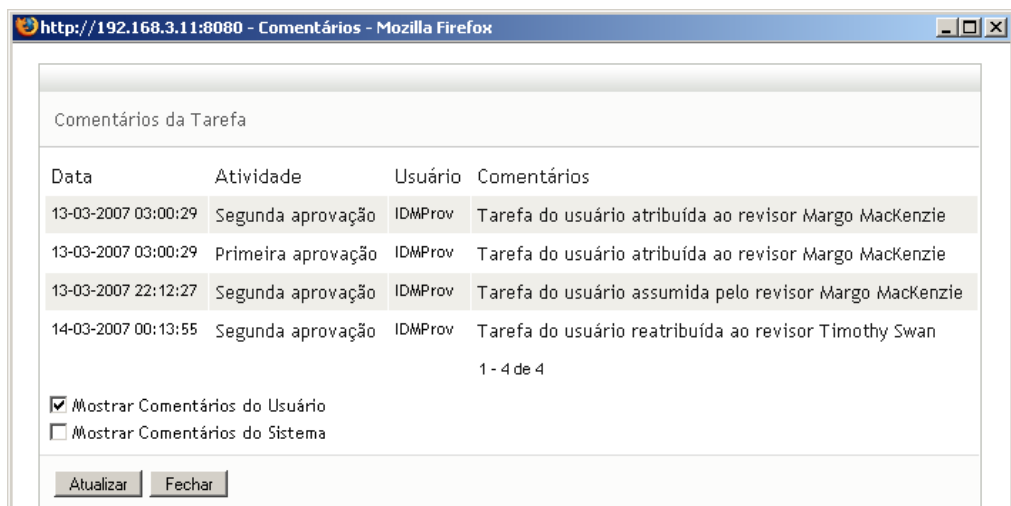 http://192.168.3.11:8080 - Comentários - Mozilla Firefox
Comentários da Tarefa
Data Atividade Usuário Comentários
13-03-2007 03:00:29 Segunda aprovação IDMProv Tarefa do usuário atribuída ao revisor Margo MacKenzie
13-03-2007 03:00:29 Primeira aprovação IDMProv Tarefa do usuário atribuída ao revisor Margo MacKenzie
13-03-2007 22:12:27 Segunda aprovação IDMProv Tarefa do usuário assumida pelo revisor Margo MacKenzie
14-03-2007 00:13:55 Segunda aprovação IDMProv Tarefa do usuário reatribuída ao revisor Timothy Swan
1 - 4 de 4
Mostrar Comentários do Usuário
Mostrar Comentários do Sistema
Atualizar Fechar